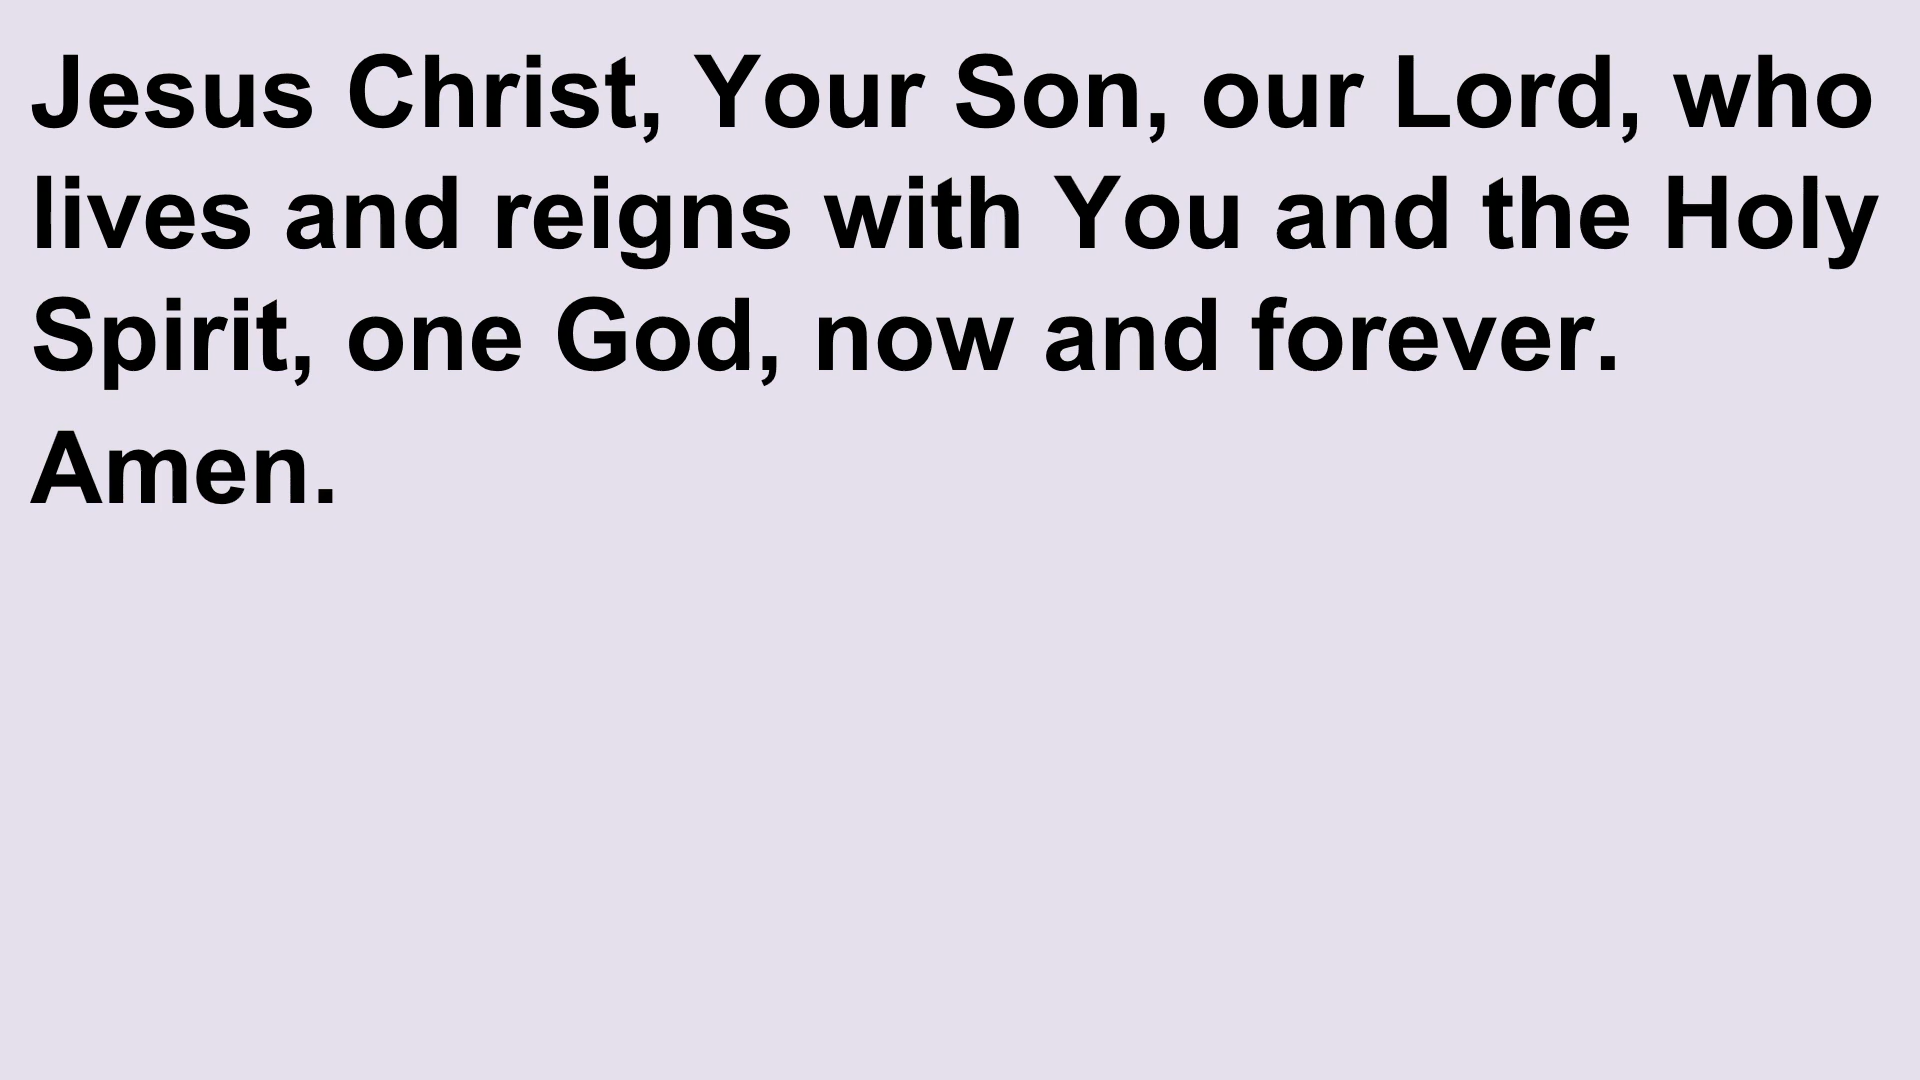 Jesus Christ, Your Son, our Lord, who
lives and reigns with You and the Holy
Spirit, one God, now and forever.
Amen.